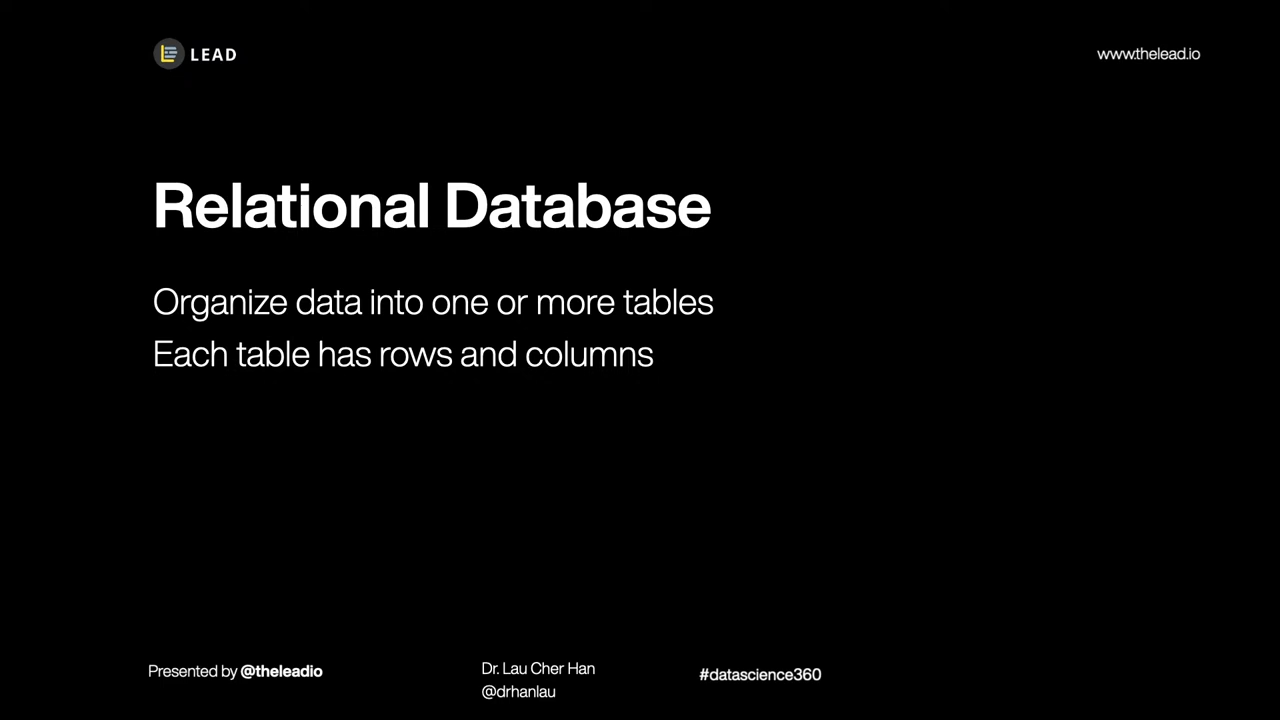 LEAD
www.thelead.io
Relational Database
Organize data into one or more tables
Each table has rows and columns
Presented by @theleadio
Dr. Lau Cher Han
@drhanlau
#datascience360